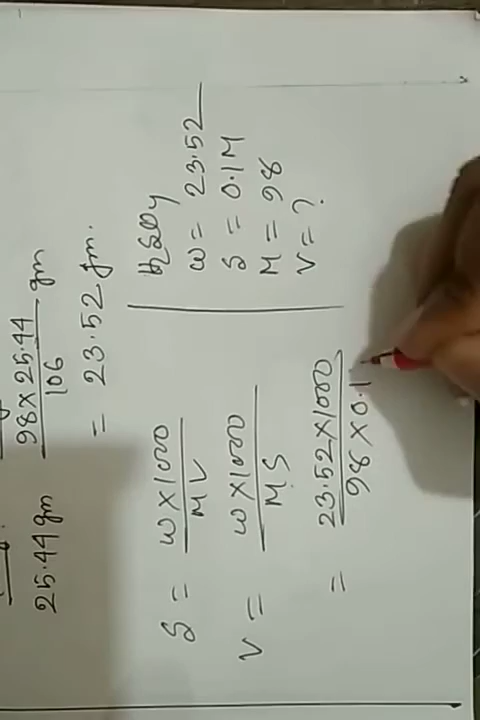 25.44 gm
98 × 25.44 gm
106
= 23.52 gm.
H2SO4
W = 23.52
S = 0.1M
M = 98
V = ?
S = W × 1000
MV
V = W × 1000
M.S
= 23.52 × 1000
98 × 0.1